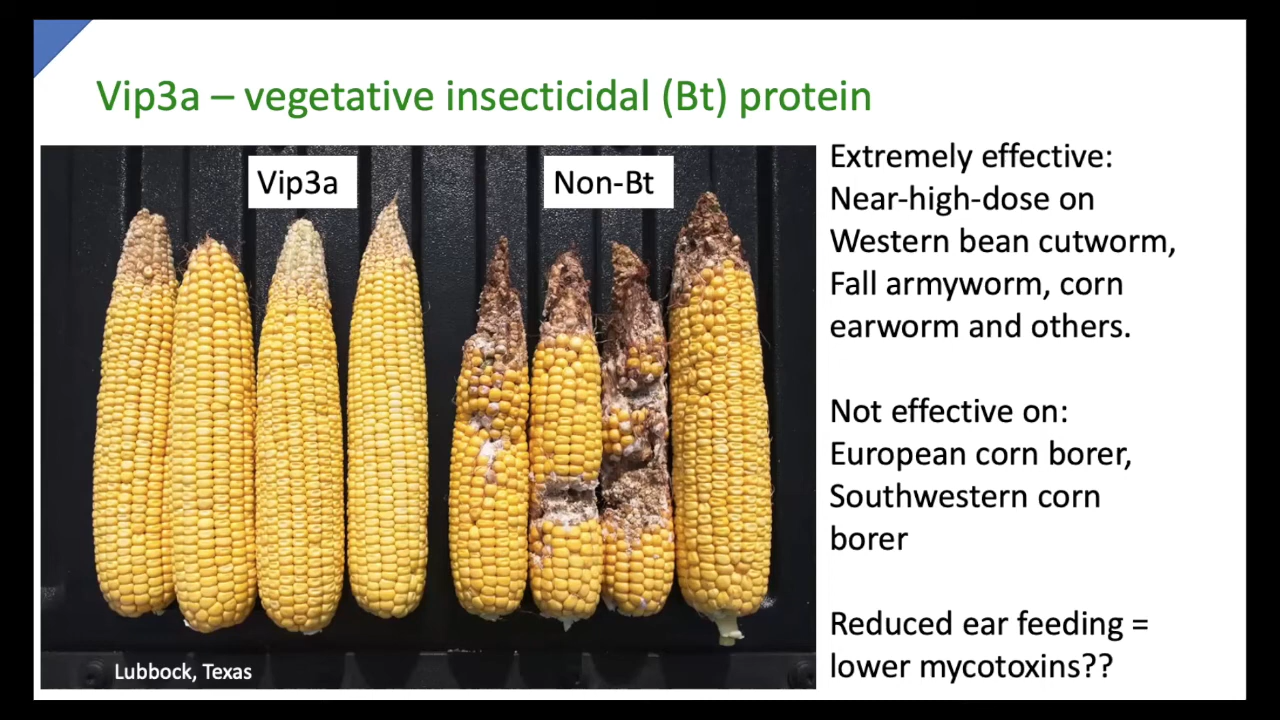 Vip3a – vegetative insecticidal (Bt) protein
Vip3a
Non-Bt
Lubbock, Texas
Extremely effective:
Near-high-dose on
Western bean cutworm,
Fall armyworm, corn
earworm and others.
Not effective on:
European corn borer,
Southwestern corn
borer
Reduced ear feeding =
lower mycotoxins??